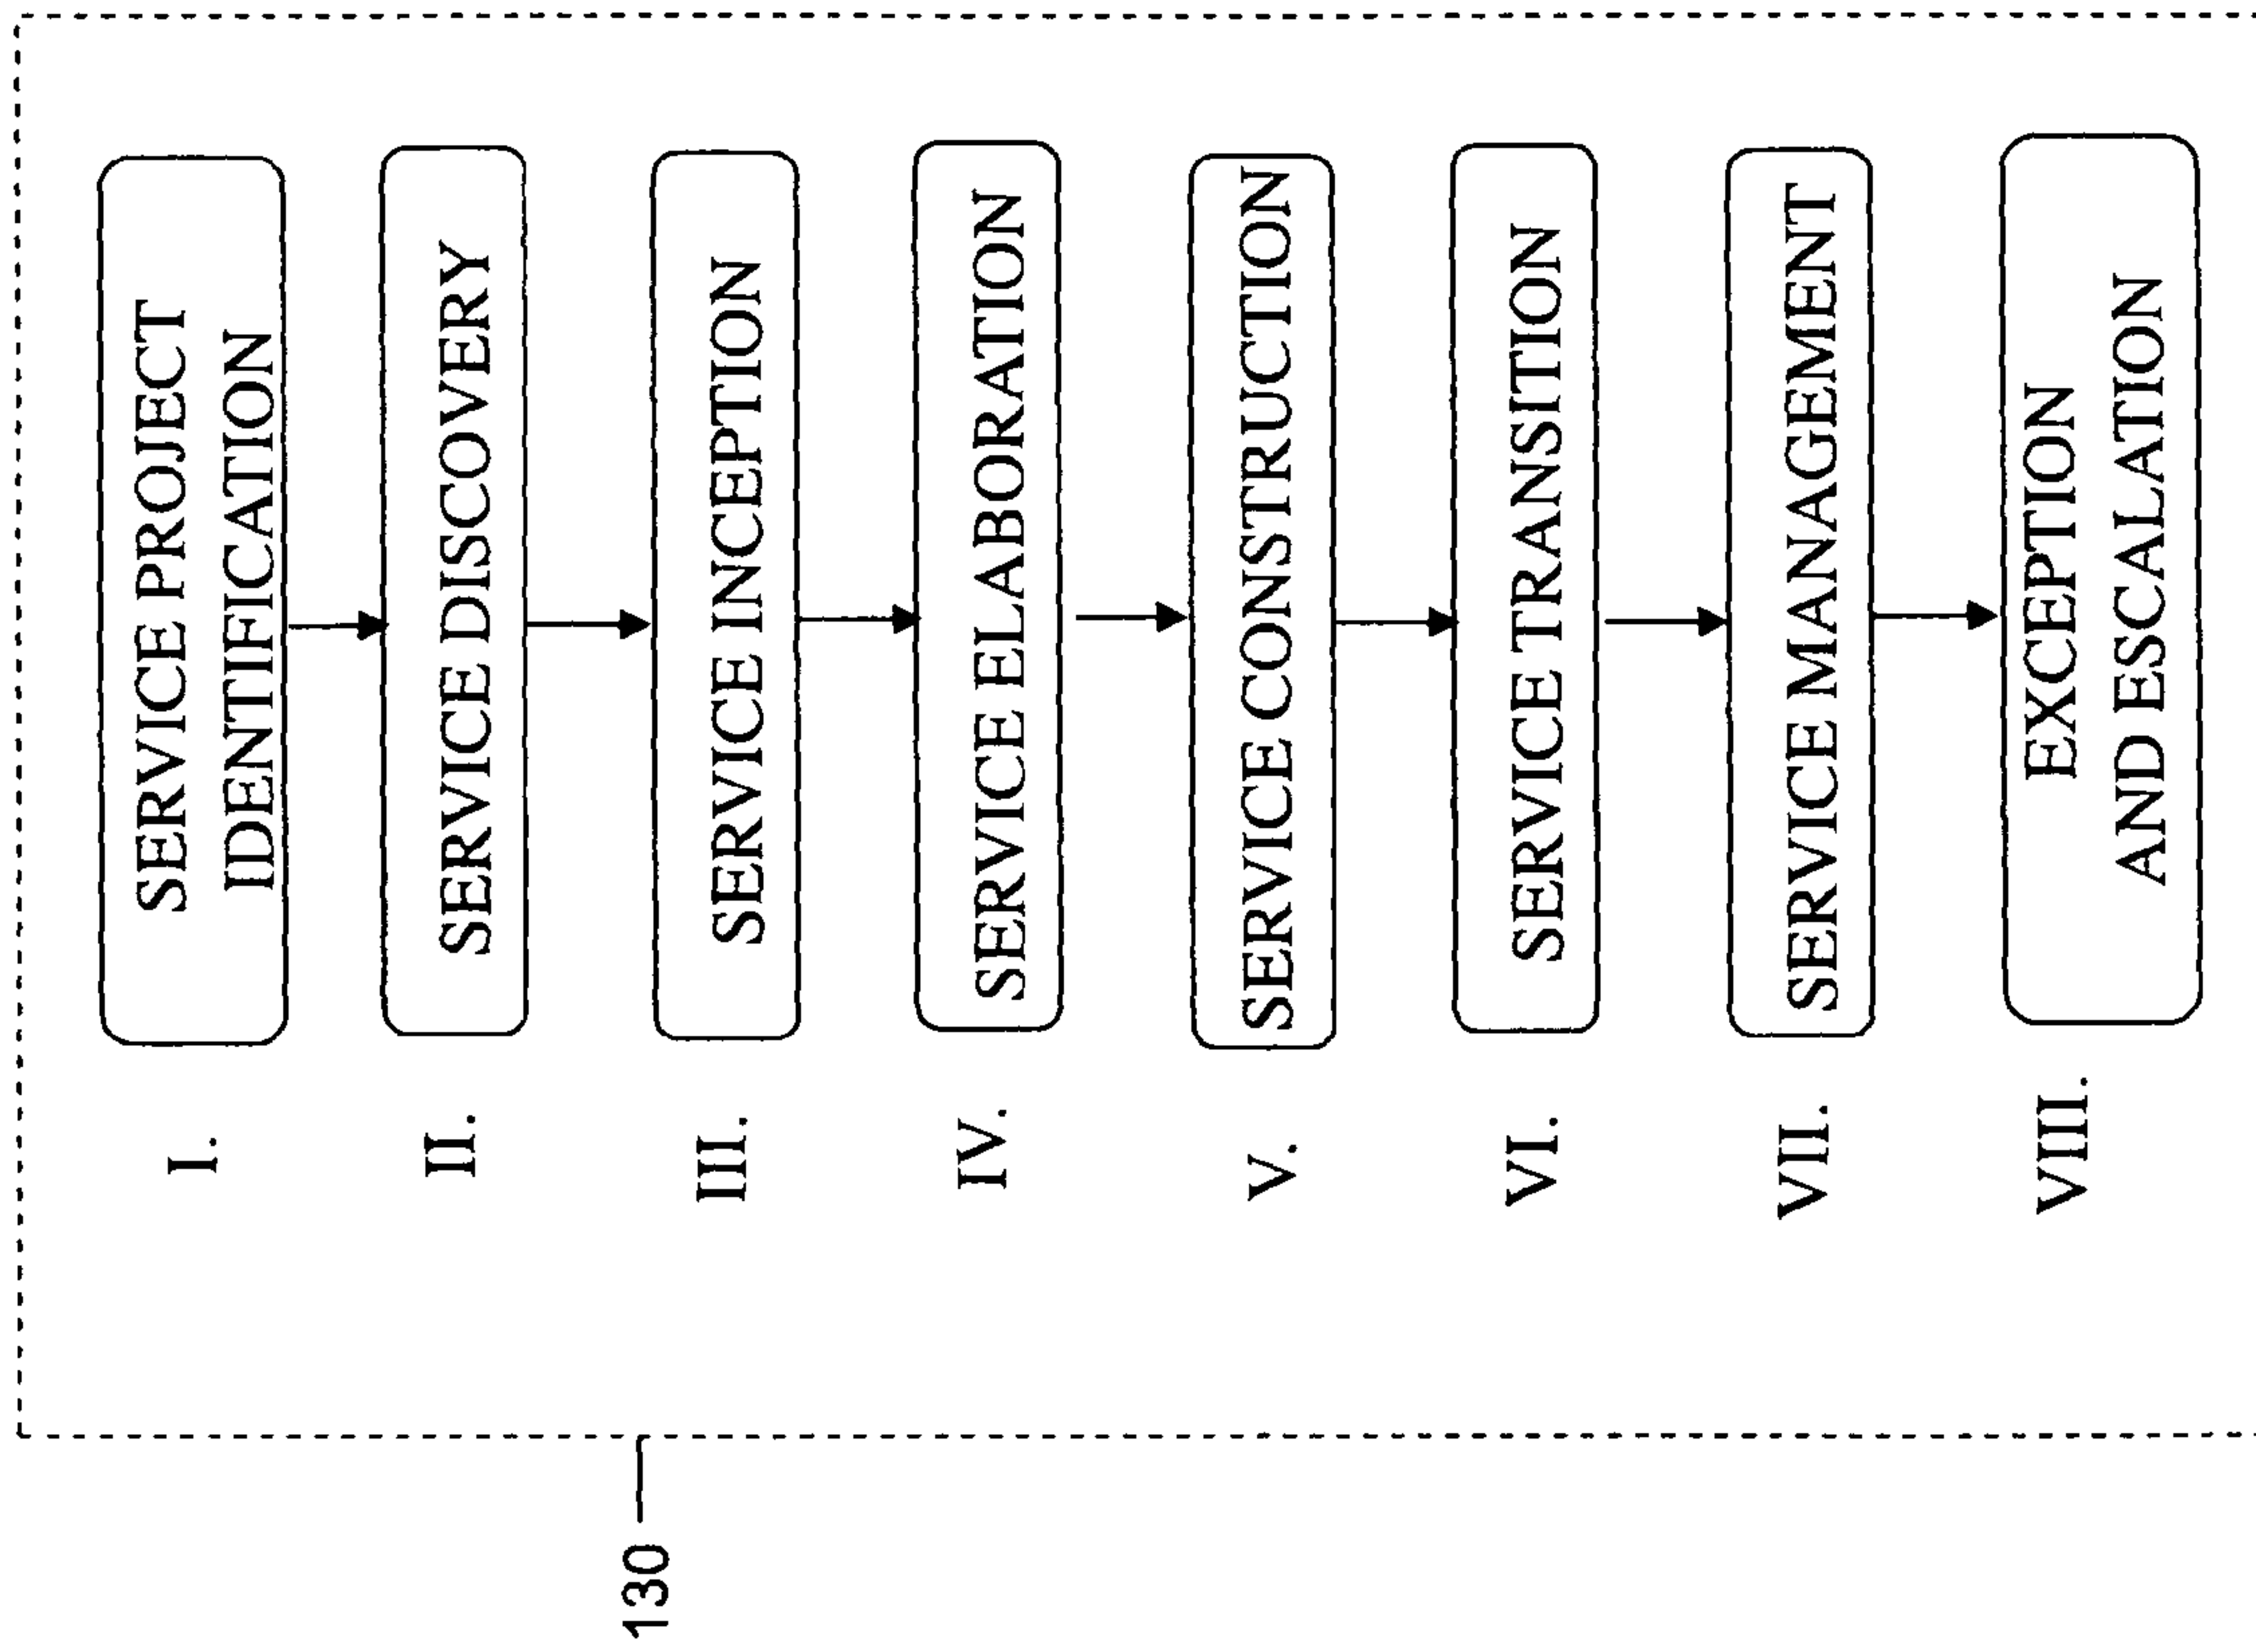 I.
SERVICE PROJECT
IDENTIFICATION
II.
SERVICE DISCOVERY
III.
SERVICE INCEPTION
IV.
SERVICE ELABORATION
V.
SERVICE CONSTRUCTION
VI.
SERVICE TRANSITION
VII.
SERVICE MANAGEMENT
VIII.
EXCEPTION
AND ESCALATION
130